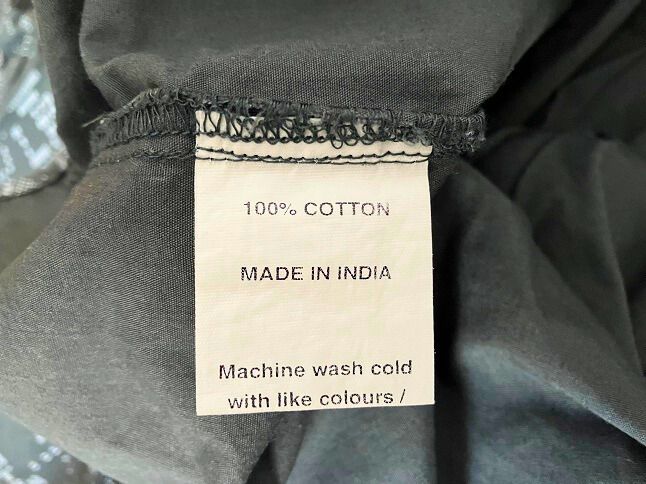 100% COTTON
MADE IN INDIA
Machine wash cold
with like colours /